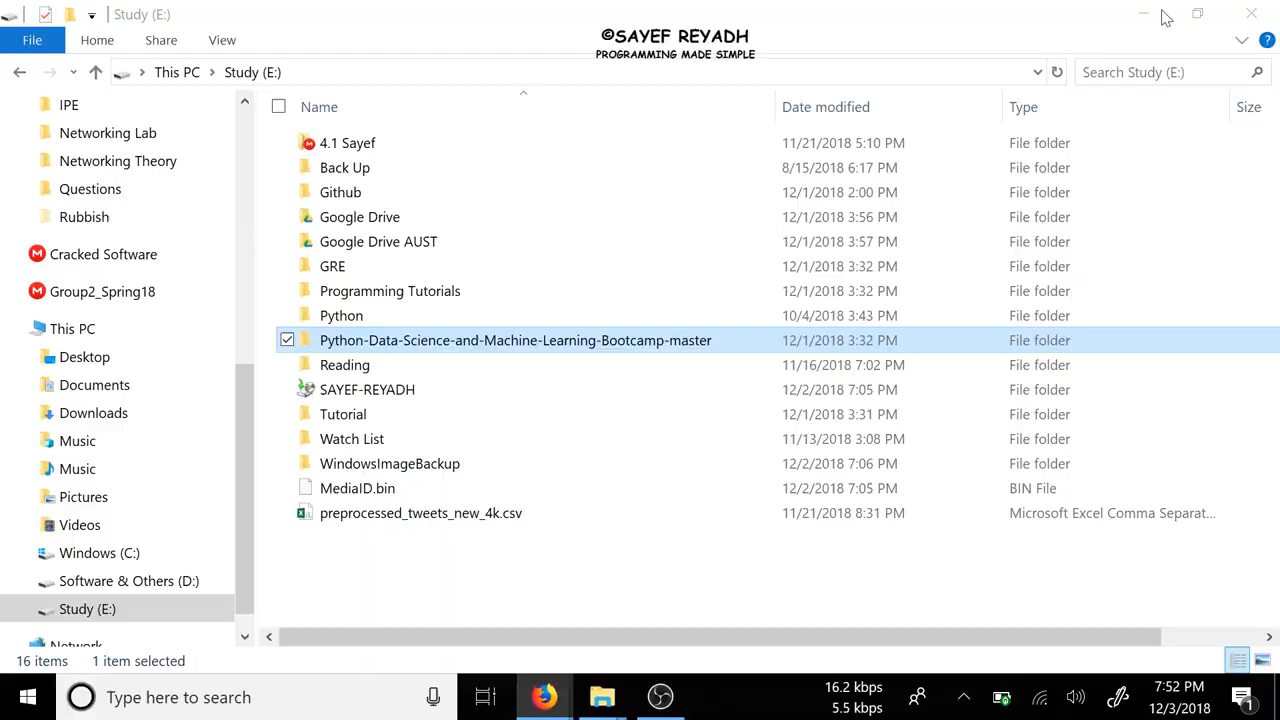 Study (E:)
©SAYEF REYADH
PROGRAMMING MADE SIMPLE
File Home Share View
This PC Study (E:) Search Study (E:)
Name Date modified Type Size
IPE
Networking Lab
Networking Theory
Questions
Rubbish
Cracked Software
Group2_Spring18
This PC
Desktop
Documents
Downloads
Music
Music
Pictures
Videos
Windows (C:)
Software & Others (D:)
Study (E:)
Network
4.1 Sayef 11/21/2018 5:10 PM File folder
Back Up 8/15/2018 6:17 PM File folder
Github 12/1/2018 2:00 PM File folder
Google Drive 12/1/2018 3:56 PM File folder
Google Drive AUST 12/1/2018 3:57 PM File folder
GRE 12/1/2018 3:32 PM File folder
Programming Tutorials 12/1/2018 3:32 PM File folder
Python 10/4/2018 3:43 PM File folder
Python-Data-Science-and-Machine-Learning-Bootcamp-master 12/1/2018 3:32 PM File folder
Reading 11/16/2018 7:02 PM File folder
SAYEF-REYADH 12/2/2018 7:05 PM File folder
Tutorial 12/1/2018 3:31 PM File folder
Watch List 11/13/2018 3:08 PM File folder
WindowsImageBackup 12/2/2018 7:06 PM File folder
MediaID.bin 12/2/2018 7:05 PM BIN File
preprocessed_tweets_new_4k.csv 11/21/2018 8:31 PM Microsoft Excel Comma Separat...
16 items 1 item selected
Type here to search
16.2 kbps
5.5 kbps
7:52 PM
12/3/2018
1